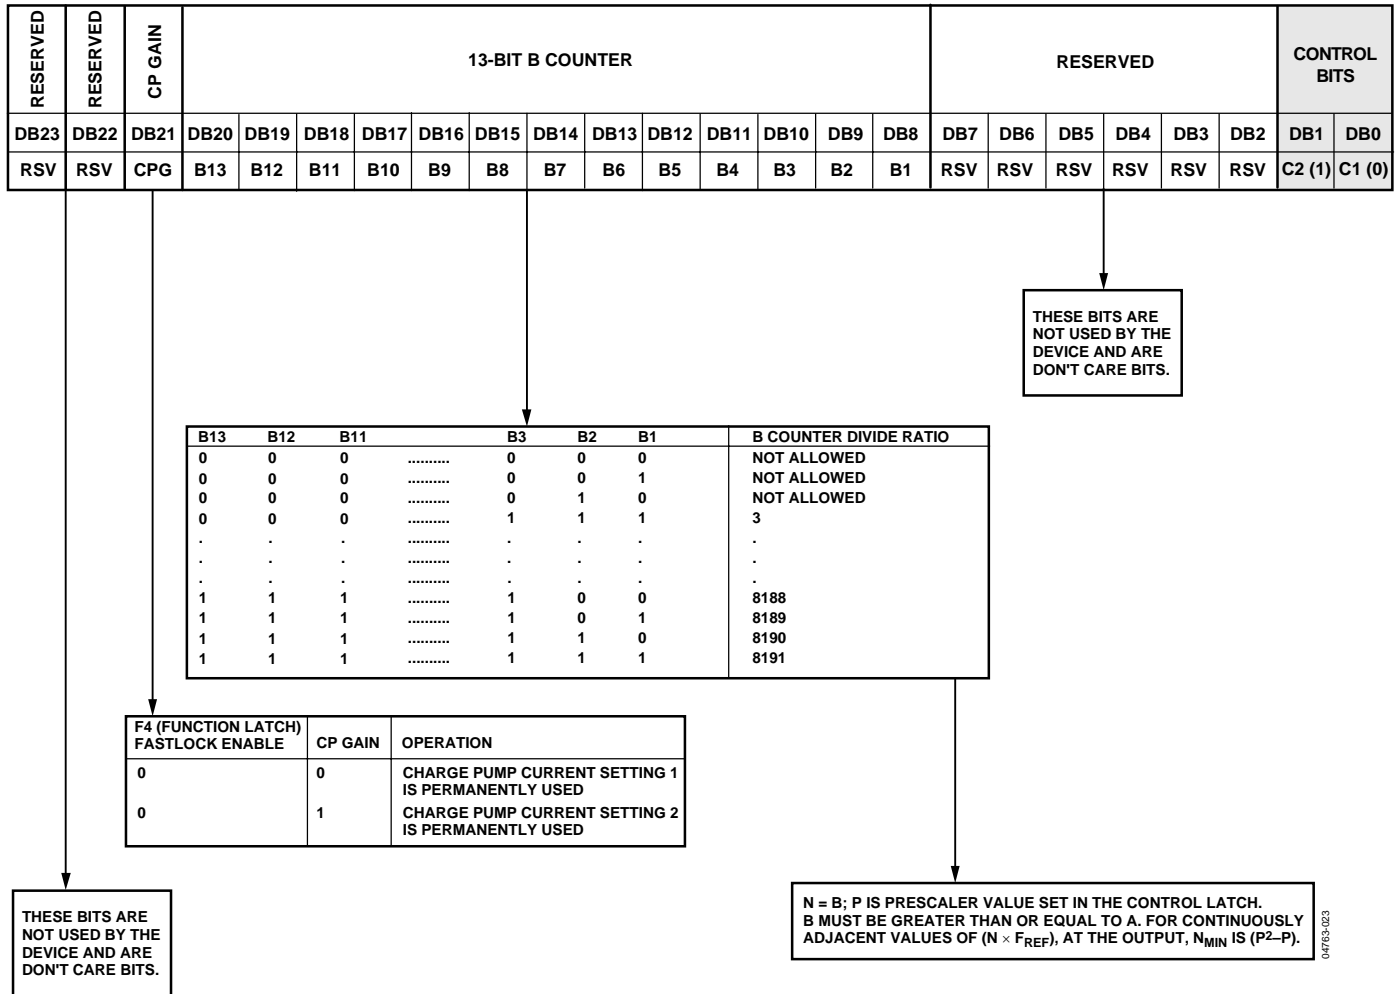 RESERVED
RESERVED
CP GAIN
13-BIT B COUNTER
RESERVED
CONTROL
BITS
DB23 DB22 DB21 DB20 DB19 DB18 DB17 DB16 DB15 DB14 DB13 DB12 DB11 DB10 DB9 DB8 DB7 DB6 DB5 DB4 DB3 DB2 DB1 DB0
RSV RSV CPG B13 B12 B11 B10 B9 B8 B7 B6 B5 B4 B3 B2 B1 RSV RSV RSV RSV RSV RSV C2 (1) C1 (0)
THESE BITS ARE
NOT USED BY THE
DEVICE AND ARE
DON'T CARE BITS.
B13 B12 B11 B3 B2 B1 B COUNTER DIVIDE RATIO
0 0 0 .......... 0 0 0 NOT ALLOWED
0 0 0 .......... 0 0 1 NOT ALLOWED
0 0 0 .......... 0 1 0 NOT ALLOWED
0 0 0 .......... 1 1 1 3
. . . .......... . . . .
. . . .......... . . . .
. . . .......... . . . .
1 1 1 .......... 1 0 0 8188
1 1 1 .......... 1 0 1 8189
1 1 1 .......... 1 1 0 8190
1 1 1 .......... 1 1 1 8191
F4 (FUNCTION LATCH)
FASTLOCK ENABLE CP GAIN OPERATION
0 0 CHARGE PUMP CURRENT SETTING 1
IS PERMANENTLY USED
0 1 CHARGE PUMP CURRENT SETTING 2
IS PERMANENTLY USED
THESE BITS ARE
NOT USED BY THE
DEVICE AND ARE
DON'T CARE BITS.
N = B; P IS PRESCALER VALUE SET IN THE CONTROL LATCH.
B MUST BE GREATER THAN OR EQUAL TO A. FOR CONTINUOUSLY
ADJACENT VALUES OF (N × FREF), AT THE OUTPUT, NMIN IS (P2–P).
04763-023